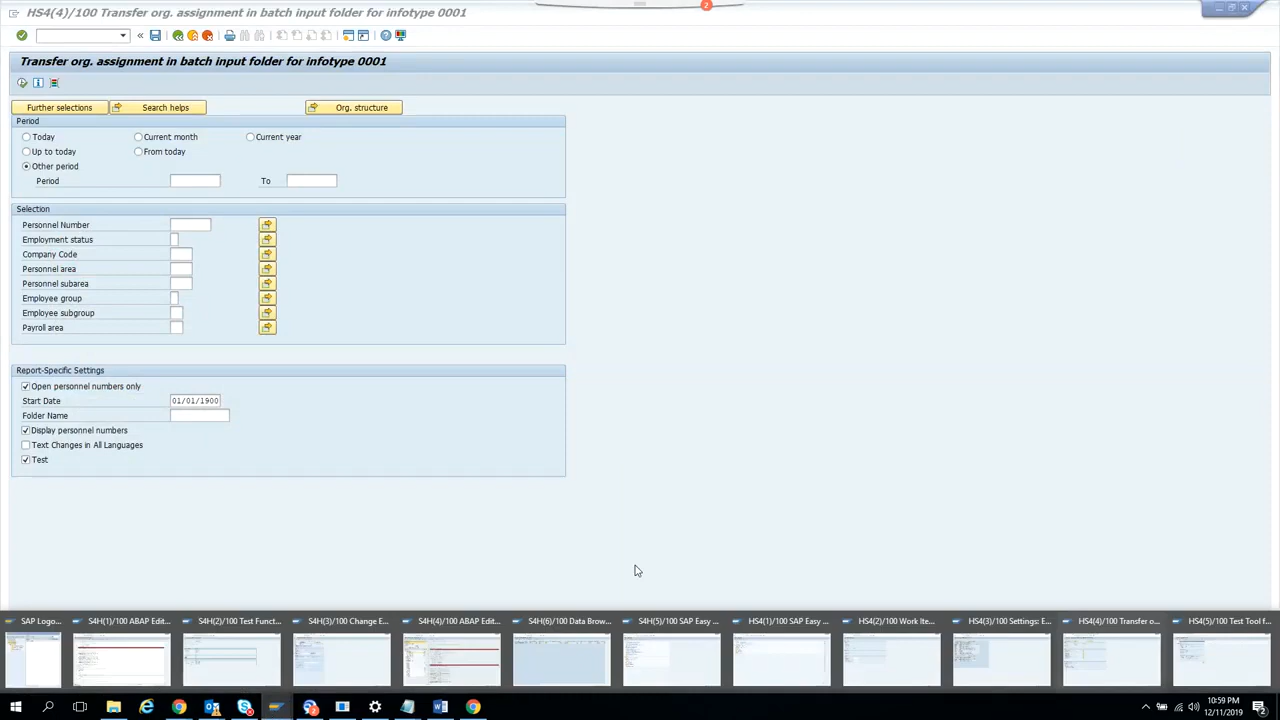 HS4(4)/100 Transfer org. assignment in batch input folder for infotype 0001
2
Transfer org. assignment in batch input folder for infotype 0001
Further selections Search helps Org. structure
Period
Today Current month Current year
Up to today From today
Other period
Period To
Selection
Personnel Number
Employment status
Company Code
Personnel area
Personnel subarea
Employee group
Employee subgroup
Payroll area
Report-Specific Settings
Open personnel numbers only
Start Date 01/01/1900
Folder Name
Display personnel numbers
Text Changes in All Languages
Test
SAP Logo... S4H(1)/100 ABAP Edit... S4H(2)/100 Test Funct... S4H(3)/100 Change E... S4H(4)/100 ABAP Edit... S4H(6)/100 Data Brow... S4H(5)/100 SAP Easy ... HS4(1)/100 SAP Easy ... HS4(2)/100 Work Ite... HS4(3)/100 Settings: E... HS4(4)/100 Transfer o... HS4(5)/100 Test Tool f...
10:59 PM
12/11/2019